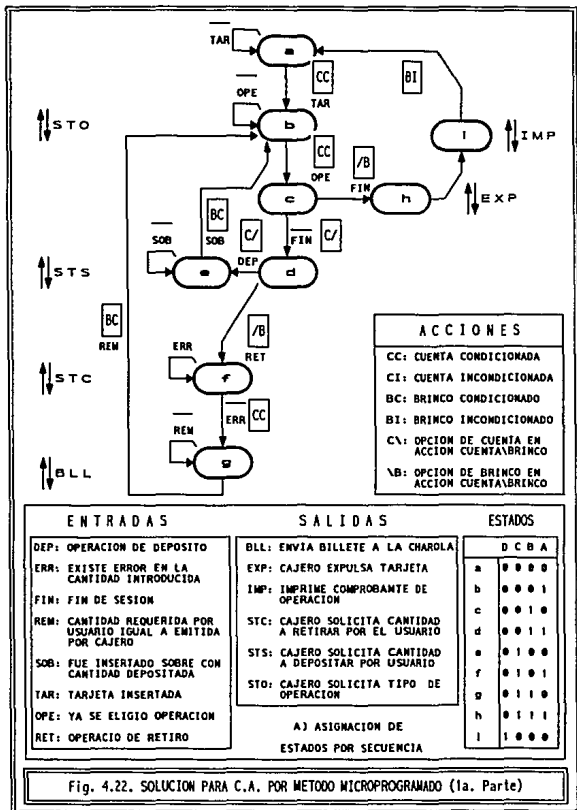 TAR
a
CC
TAR
BI
OPE
STO
b
CC
OPE
i
IMP
/B
FIN
c
h
EXP
BC
SOB
C/
DEP
FIN
C/
SOB
STS
e
d
BC
REM
/B
RET
ERR
STC
f
ERR
CC
REM
BLL
g
ACCIONES
CC: CUENTA CONDICIONADA
CI: CUENTA INCONDICIONADA
BC: BRINCO CONDICIONADO
BI: BRINCO INCONDICIONADO
C\: OPCION DE CUENTA EN
ACCION CUENTA\BRINCO
\B: OPCION DE BRINCO EN
ACCION CUENTA\BRINCO
ENTRADAS
DEP: OPERACION DE DEPOSITO
ERR: EXISTE ERROR EN LA
CANTIDAD INTRODUCIDA
FIN: FIN DE SESION
REM: CANTIDAD REQUERIDA POR
USUARIO IGUAL A EMITIDA
POR CAJERO
SOB: FUE INSERTADO SOBRE CON
CANTIDAD DEPOSITADA
TAR: TARJETA INSERTADA
OPE: YA SE ELIGIO OPERACION
RET: OPERACIO DE RETIRO
SALIDAS
BLL: ENVIA BILLETE A LA CHAROLA
EXP: CAJERO EXPULSA TARJETA
IMP: IMPRIME COMPROBANTE DE
OPERACION
STC: CAJERO SOLICITA CANTIDAD
A RETIRAR POR EL USUARIO
STS: CAJERO SOLICITA CANTIDAD
A DEPOSITAR POR USUARIO
STO: CAJERO SOLICITA TIPO DE
OPERACION
A) ASIGNACION DE
ESTADOS POR SECUENCIA
ESTADOS
D C B A
a 0 0 0 0
b 0 0 0 1
c 0 0 1 0
d 0 0 1 1
e 0 1 0 0
f 0 1 0 1
g 0 1 1 0
h 0 1 1 1
i 1 0 0 0
Fig. 4.22. SOLUCION PARA C.A. POR METODO MICROPROGRAMADO (1a. Parte)